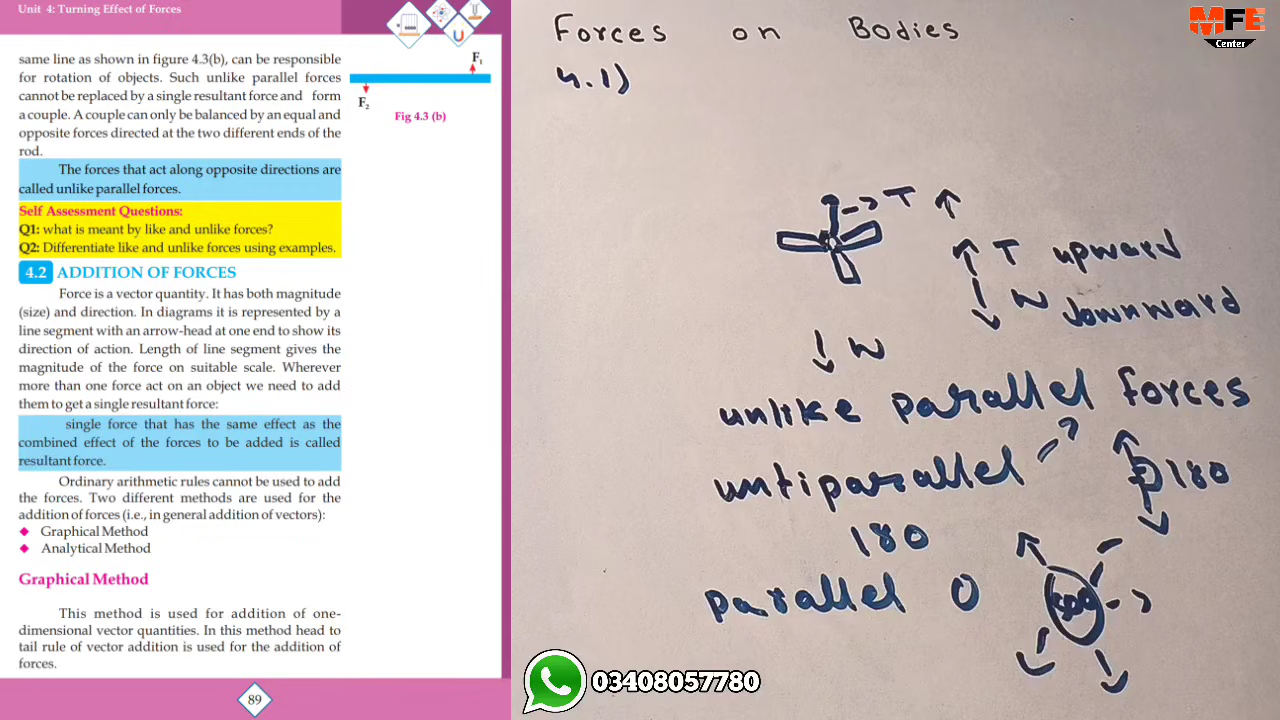 Unit 4: Turning Effect of Forces
same line as shown in figure 4.3(b), can be responsible
for rotation of objects. Such unlike parallel forces
cannot be replaced by a single resultant force and form
a couple. A couple can only be balanced by an equal and
opposite forces directed at the two different ends of the
rod.
The forces that act along opposite directions are
called unlike parallel forces.
Self Assessment Questions:
Q1: what is meant by like and unlike forces?
Q2: Differentiate like and unlike forces using examples.
4.2 ADDITION OF FORCES
Force is a vector quantity. It has both magnitude
(size) and direction. In diagrams it is represented by a
line segment with an arrow-head at one end to show its
direction of action. Length of line segment gives the
magnitude of the force on suitable scale. Wherever
more than one force act on an object we need to add
them to get a single resultant force:
single force that has the same effect as the
combined effect of the forces to be added is called
resultant force.
Ordinary arithmetic rules cannot be used to add
the forces. Two different methods are used for the
addition of forces (i.e., in general addition of vectors):
Graphical Method
Analytical Method
Graphical Method
This method is used for addition of one-
dimensional vector quantities. In this method head to
tail rule of vector addition is used for the addition of
forces.
89
F₁
F₂
Fig 4.3 (b)
Forces on Bodies
4.1)
T
T upward
W downward
W
unlike parallel forces
untiparallel
180
180
parallel 0
MFE
Center
03408057780